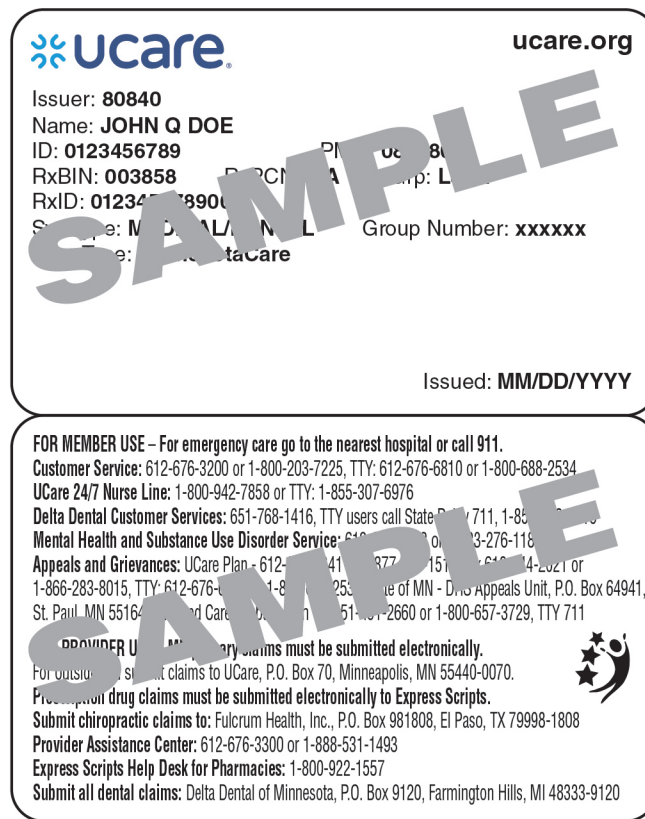 ucare® ucare.org
Issuer: 80840
Name: JOHN Q DOE
ID: 0123456789
RxBIN: 003858
RxID:
Group Number: xxxxxx
SAMPLE
Issued: MM/DD/YYYY
FOR MEMBER USE – For emergency care go to the nearest hospital or call 911.
Customer Service: 612-676-3200 or 1-800-203-7225, TTY: 612-676-6810 or 1-800-688-2534
UCare 24/7 Nurse Line: 1-800-942-7858 or TTY: 1-855-307-6976
Delta Dental Customer Services: 651-768-1416, TTY users call State 711,
Mental Health and Substance Use Disorder Service: or
Appeals and Grievances: UCare Plan - or
1-866-283-8015, TTY: of MN - Appeals Unit, P.O. Box 64941,
St. Paul, MN or 1-800-657-3729, TTY 711
SAMPLE
claims must be submitted electronically.
For claims to UCare, P.O. Box 70, Minneapolis, MN 55440-0070.
Prescription drug claims must be submitted electronically to Express Scripts.
Submit chiropractic claims to: Fulcrum Health, Inc., P.O. Box 981808, El Paso, TX 79998-1808
Provider Assistance Center: 612-676-3300 or 1-888-531-1493
Express Scripts Help Desk for Pharmacies: 1-800-922-1557
Submit all dental claims: Delta Dental of Minnesota, P.O. Box 9120, Farmington Hills, MI 48333-9120